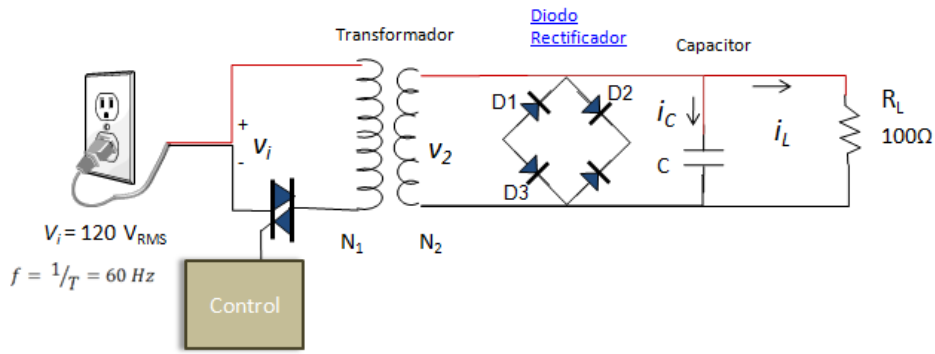 Diodo
Rectificador
Transformador
Capacitor
D1
D2
D3
+
vi
-
v2
iC
iL
C
RL
100Ω
Vi = 120 VRMS
N1
N2
f = 1/T = 60 Hz
Control